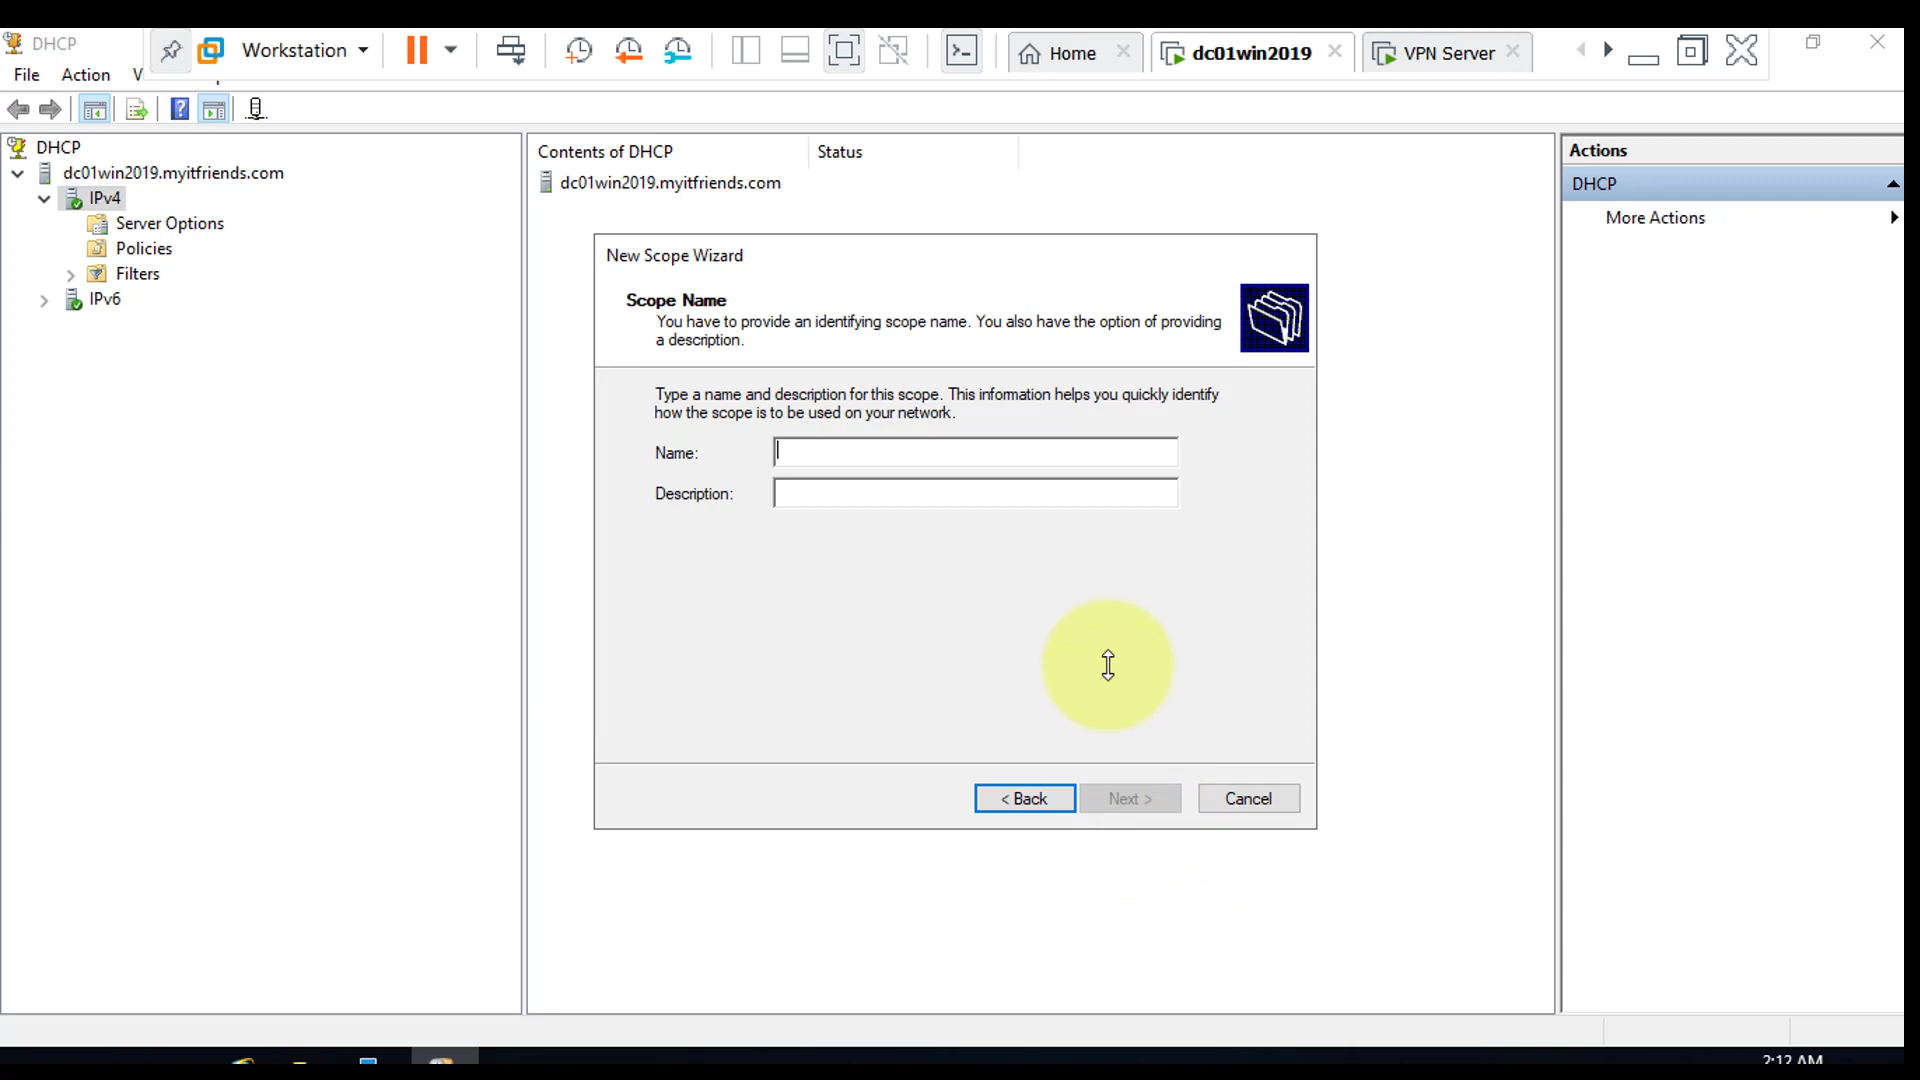 DHCP
Workstation
Home
dc01win2019
VPN Server
File
Action
DHCP
dc01win2019.myitfriends.com
IPv4
Server Options
Policies
Filters
IPv6
Contents of DHCP
Status
dc01win2019.myitfriends.com
Actions
DHCP
More Actions
New Scope Wizard
Scope Name
You have to provide an identifying scope name. You also have the option of providing
a description.
Type a name and description for this scope. This information helps you quickly identify
how the scope is to be used on your network.
Name:
Description:
< Back
Next >
Cancel
2:12 AM